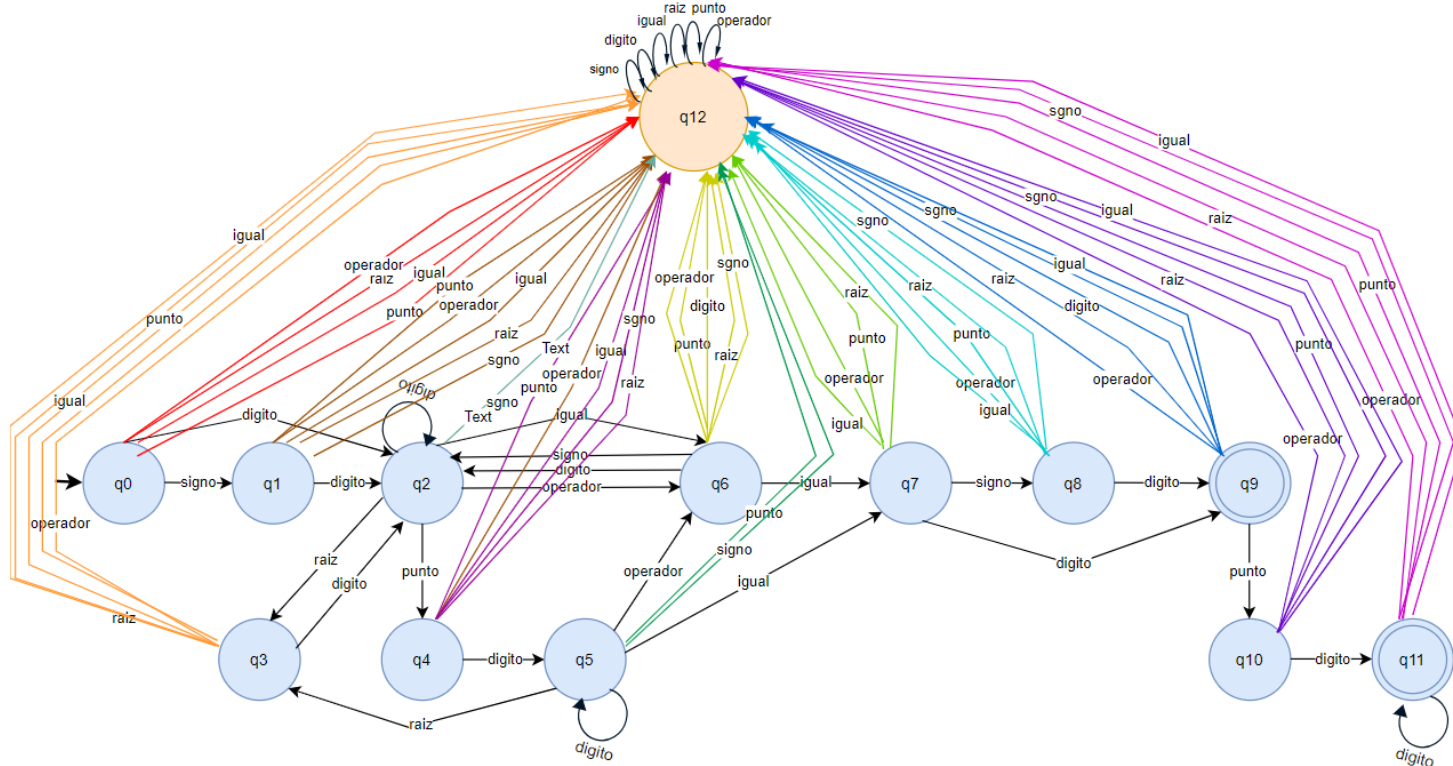 raiz punto
igual operador
digito
signo
q12
sgno
igual
sgno
igual
sgno
igual
sgno
sgno
raiz
igual
operador
igual
raiz
igual
punto
operador
sgno
operador
digito
raiz
raiz
igual
digito
raiz
punto
punto
punto
raiz
sgno
Text
punto
operador
sgno
igual
raiz
punto
raiz
punto
operador
punto
operador
igual
operador
punto
operador
igual
digito
digito
sgno
Text
igual
operador
signo
digito
operador
q0
signo
q1
digito
q2
q6
igual
q7
signo
q8
digito
q9
operador
punto
signo
raiz
digito
punto
operador
igual
digito
punto
raiz
q3
q4
digito
q5
q10
digito
q11
raiz
digito
digito